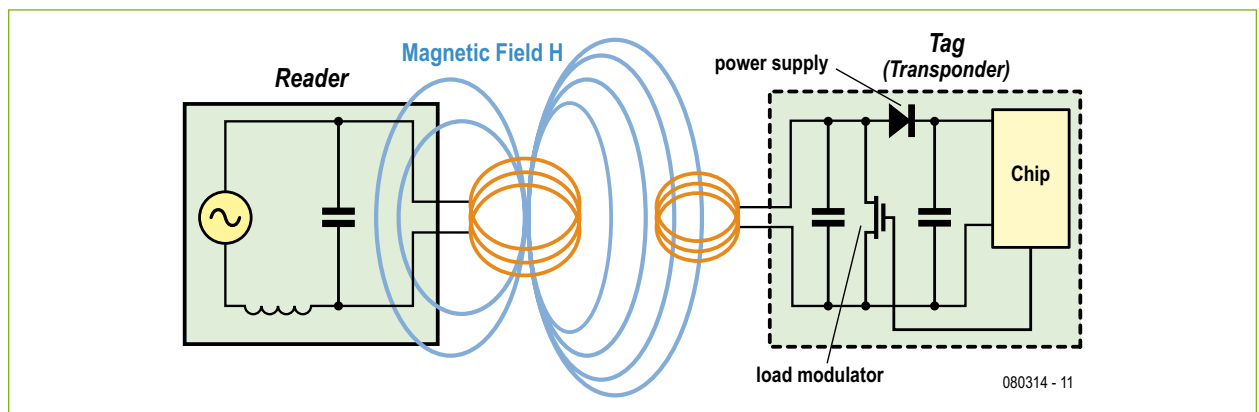 Magnetic Field H
Reader
Tag
(Transponder)
power supply
Chip
load modulator
080314 - 11